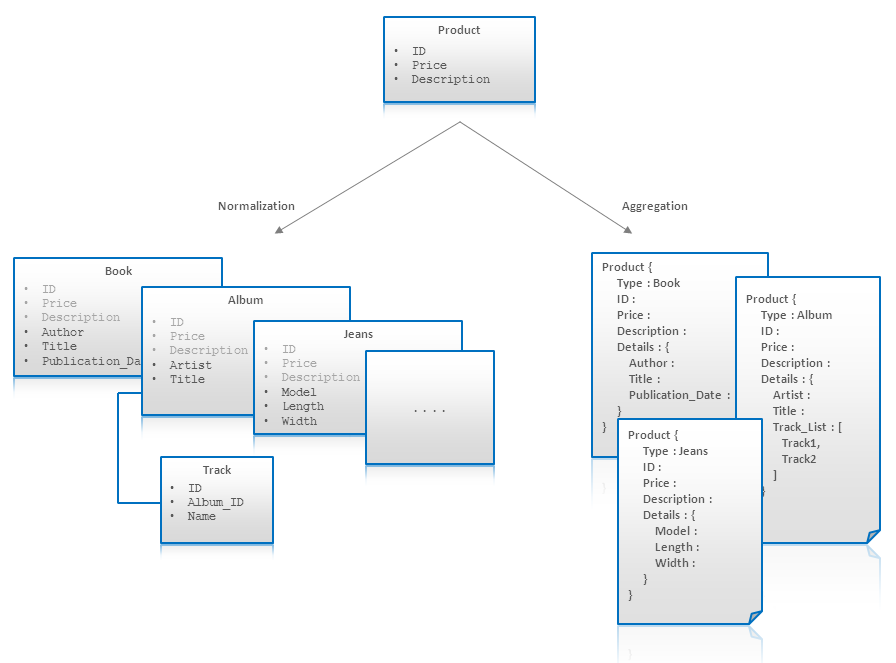 Product
• ID
• Price
• Description
Normalization
Aggregation
Book
• ID
• Price
• Description
• Author
• Title
• Publication_Da
Album
• ID
• Price
• Description
• Artist
• Title
Jeans
• ID
• Price
• Description
• Model
• Length
• Width
. . . .
Track
• ID
• Album_ID
• Name
Product {
Type : Book
ID :
Price :
Description :
Details : {
Author :
Title :
Publication_Date :
}
}
Product {
Type : Album
ID :
Price :
Description :
Details : {
Artist :
Title :
Track_List : [
Track1,
Track2
]
}
Product {
Type : Jeans
ID :
Price :
Description :
Details : {
Model :
Length :
Width :
}
}